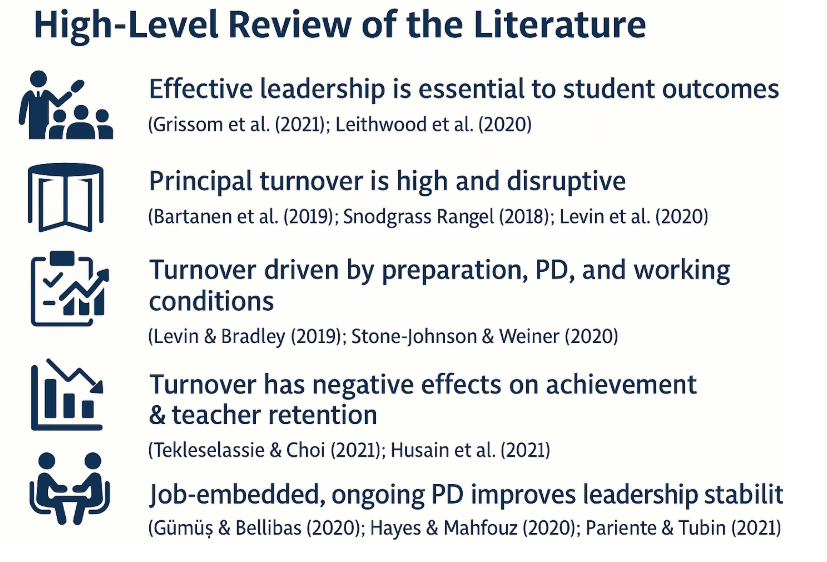 High-Level Review of the Literature
Effective leadership is essential to student outcomes
(Grissom et al. (2021); Leithwood et al. (2020)
Principal turnover is high and disruptive
(Bartanen et al. (2019); Snodgrass Rangel (2018); Levin et al. (2020)
Turnover driven by preparation, PD, and working
conditions
(Levin & Bradley (2019); Stone-Johnson & Weiner (2020)
Turnover has negative effects on achievement
& teacher retention
(Tekleselassie & Choi (2021); Husain et al. (2021)
Job-embedded, ongoing PD improves leadership stabilit
(Gümüş & Bellibas (2020); Hayes & Mahfouz (2020); Pariente & Tubin (2021)